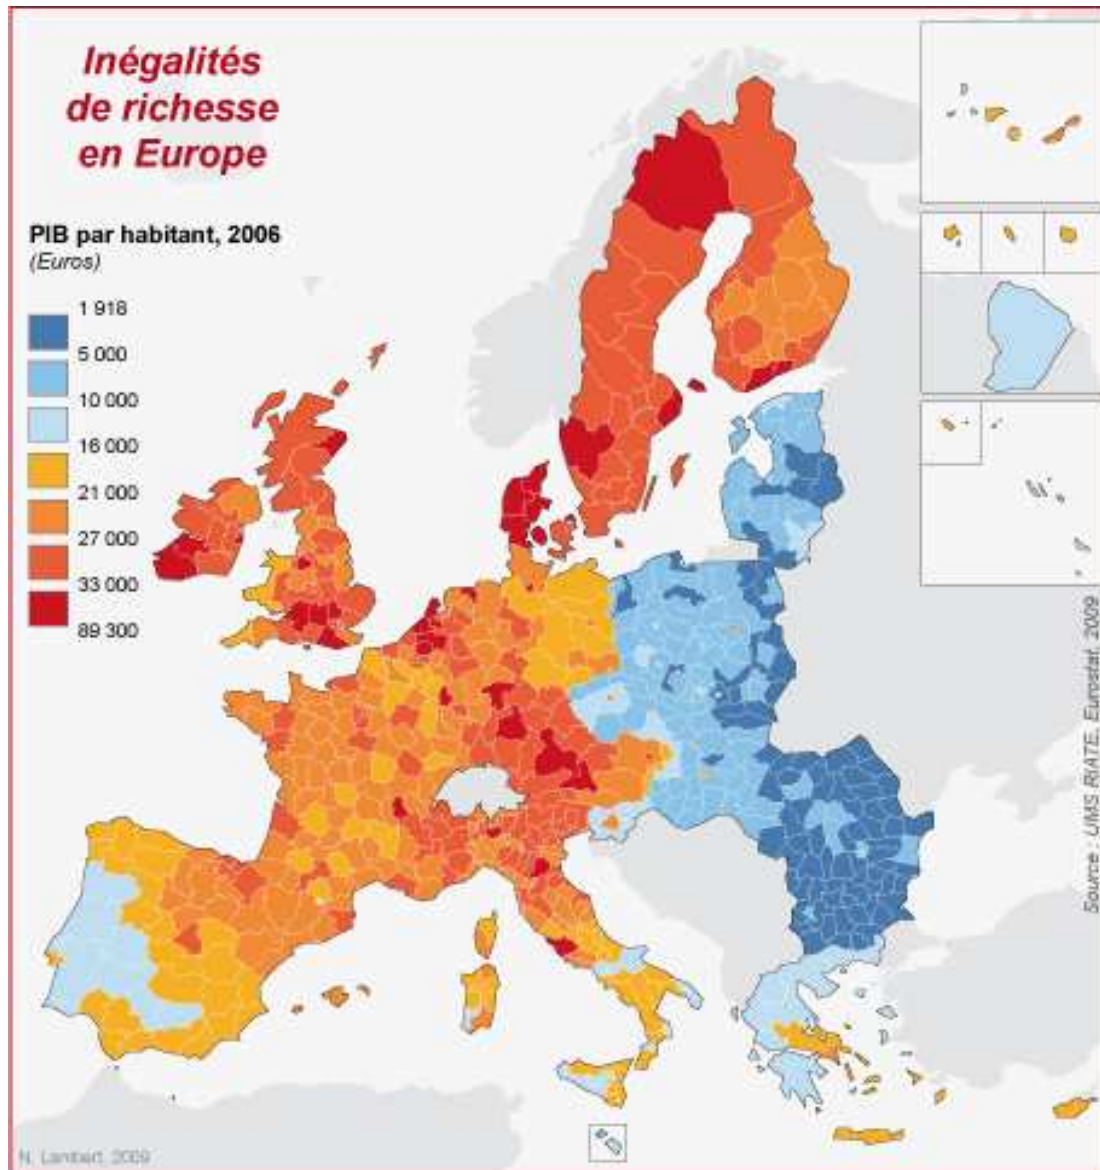 Inégalités
de richesse
en Europe
PIB par habitant, 2006
(Euros)
1 918
5 000
10 000
16 000
21 000
27 000
33 000
89 300
Source : UMS RIATE, Eurostat, 2009
N. Lambert, 2009